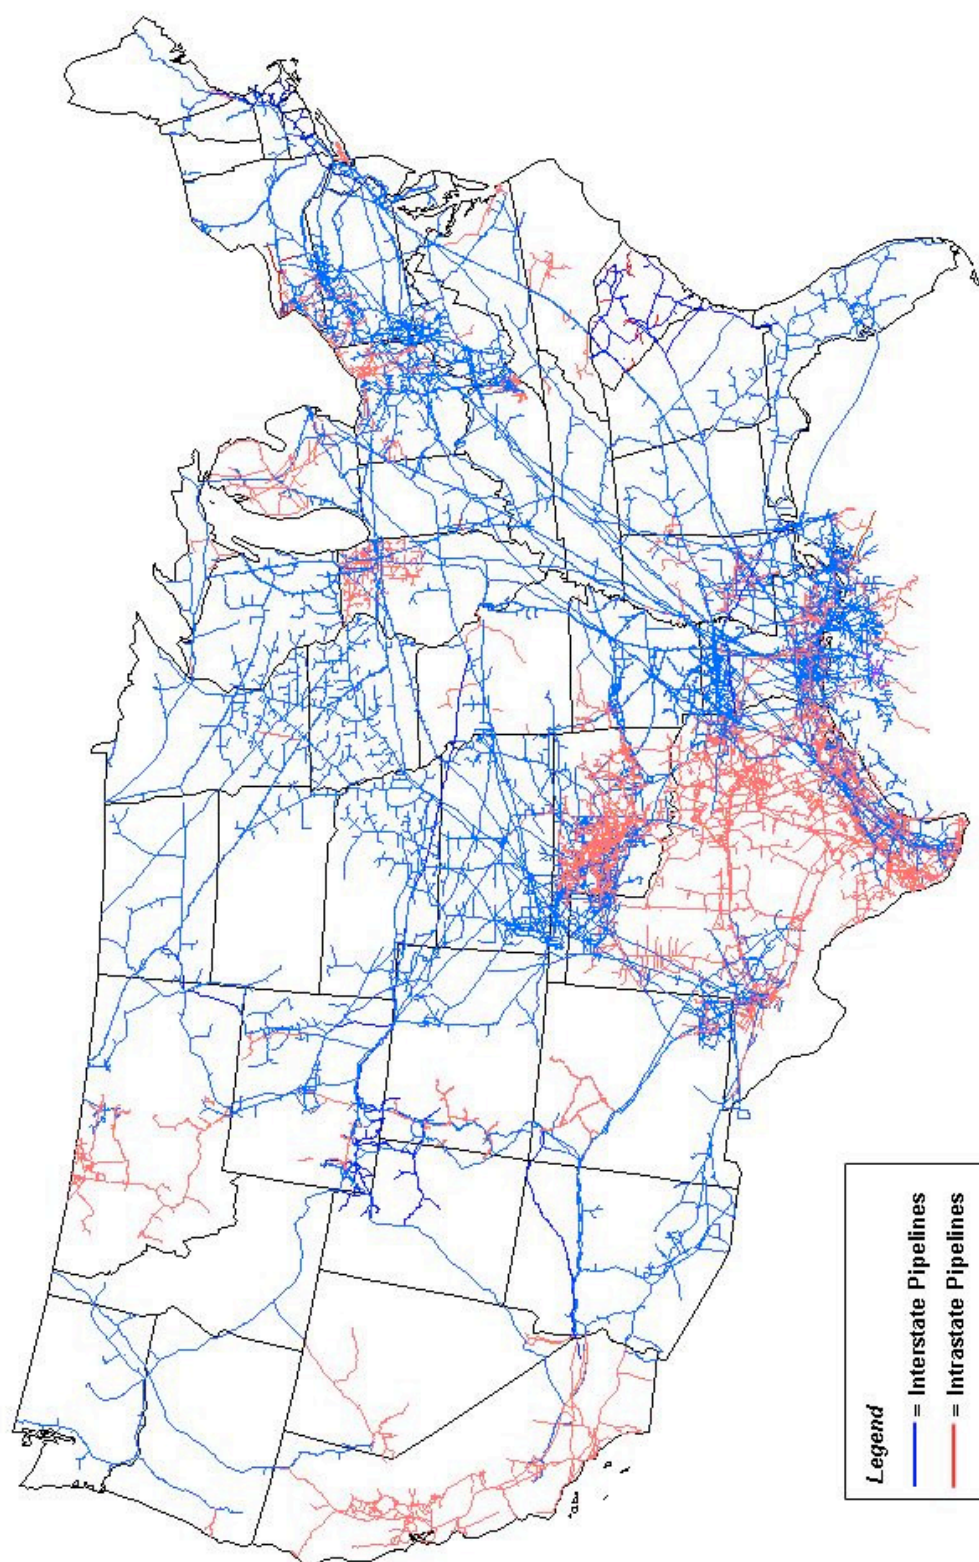 Legend
= Interstate Pipelines
= Intrastate Pipelines